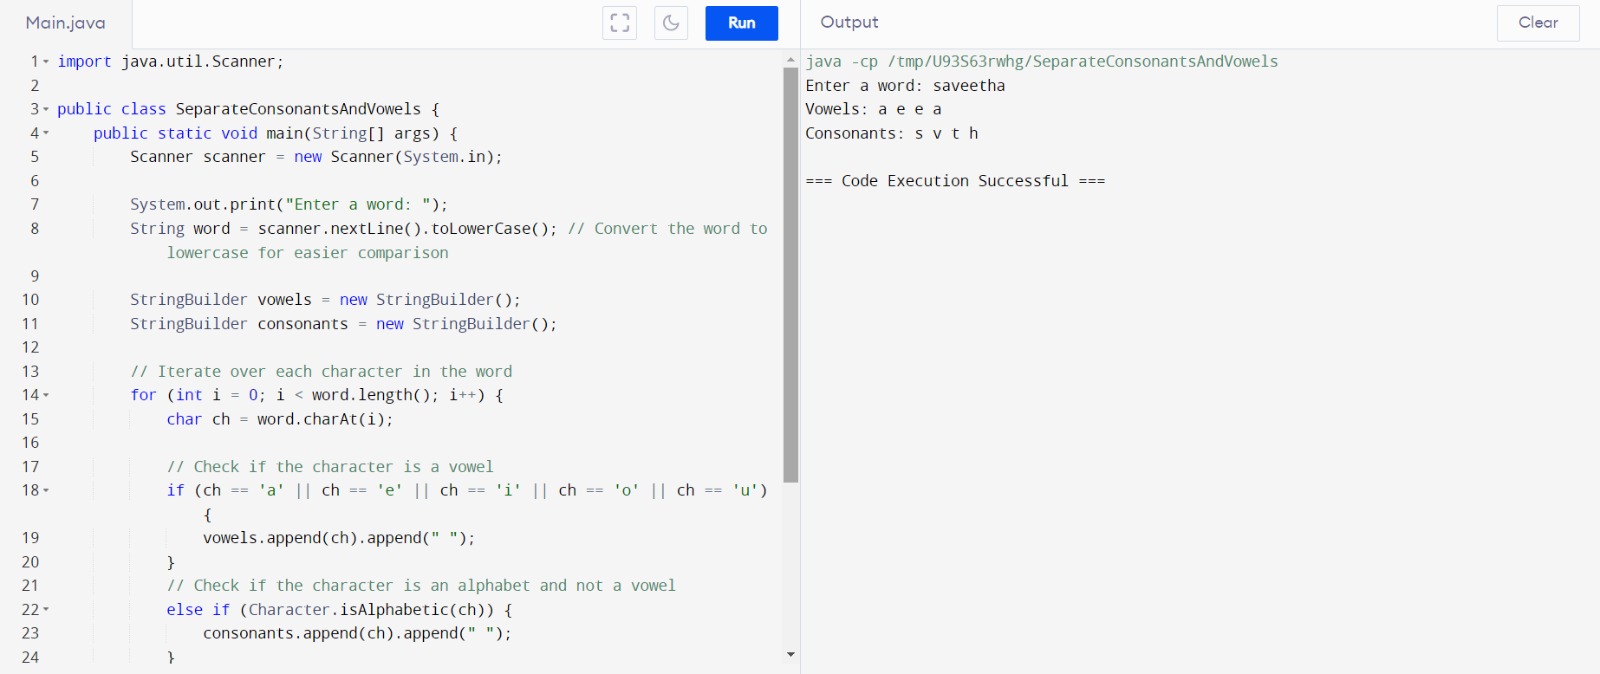 Main.java
Run
Output
Clear
1 import java.util.Scanner;
2
3 public class SeparateConsonantsAndVowels {
4     public static void main(String[] args) {
5         Scanner scanner = new Scanner(System.in);
6
7         System.out.print("Enter a word: ");
8         String word = scanner.nextLine().toLowerCase(); // Convert the word to
            lowercase for easier comparison
9
10         StringBuilder vowels = new StringBuilder();
11         StringBuilder consonants = new StringBuilder();
12
13         // Iterate over each character in the word
14         for (int i = 0; i < word.length(); i++) {
15             char ch = word.charAt(i);
16
17             // Check if the character is a vowel
18             if (ch == 'a' || ch == 'e' || ch == 'i' || ch == 'o' || ch == 'u')
                {
19                 vowels.append(ch).append(" ");
20             }
21             // Check if the character is an alphabet and not a vowel
22             else if (Character.isAlphabetic(ch)) {
23                 consonants.append(ch).append(" ");
24             }
java -cp /tmp/U93S63rwhg/SeparateConsonantsAndVowels
Enter a word: saveetha
Vowels: a e e a
Consonants: s v t h
=== Code Execution Successful ===